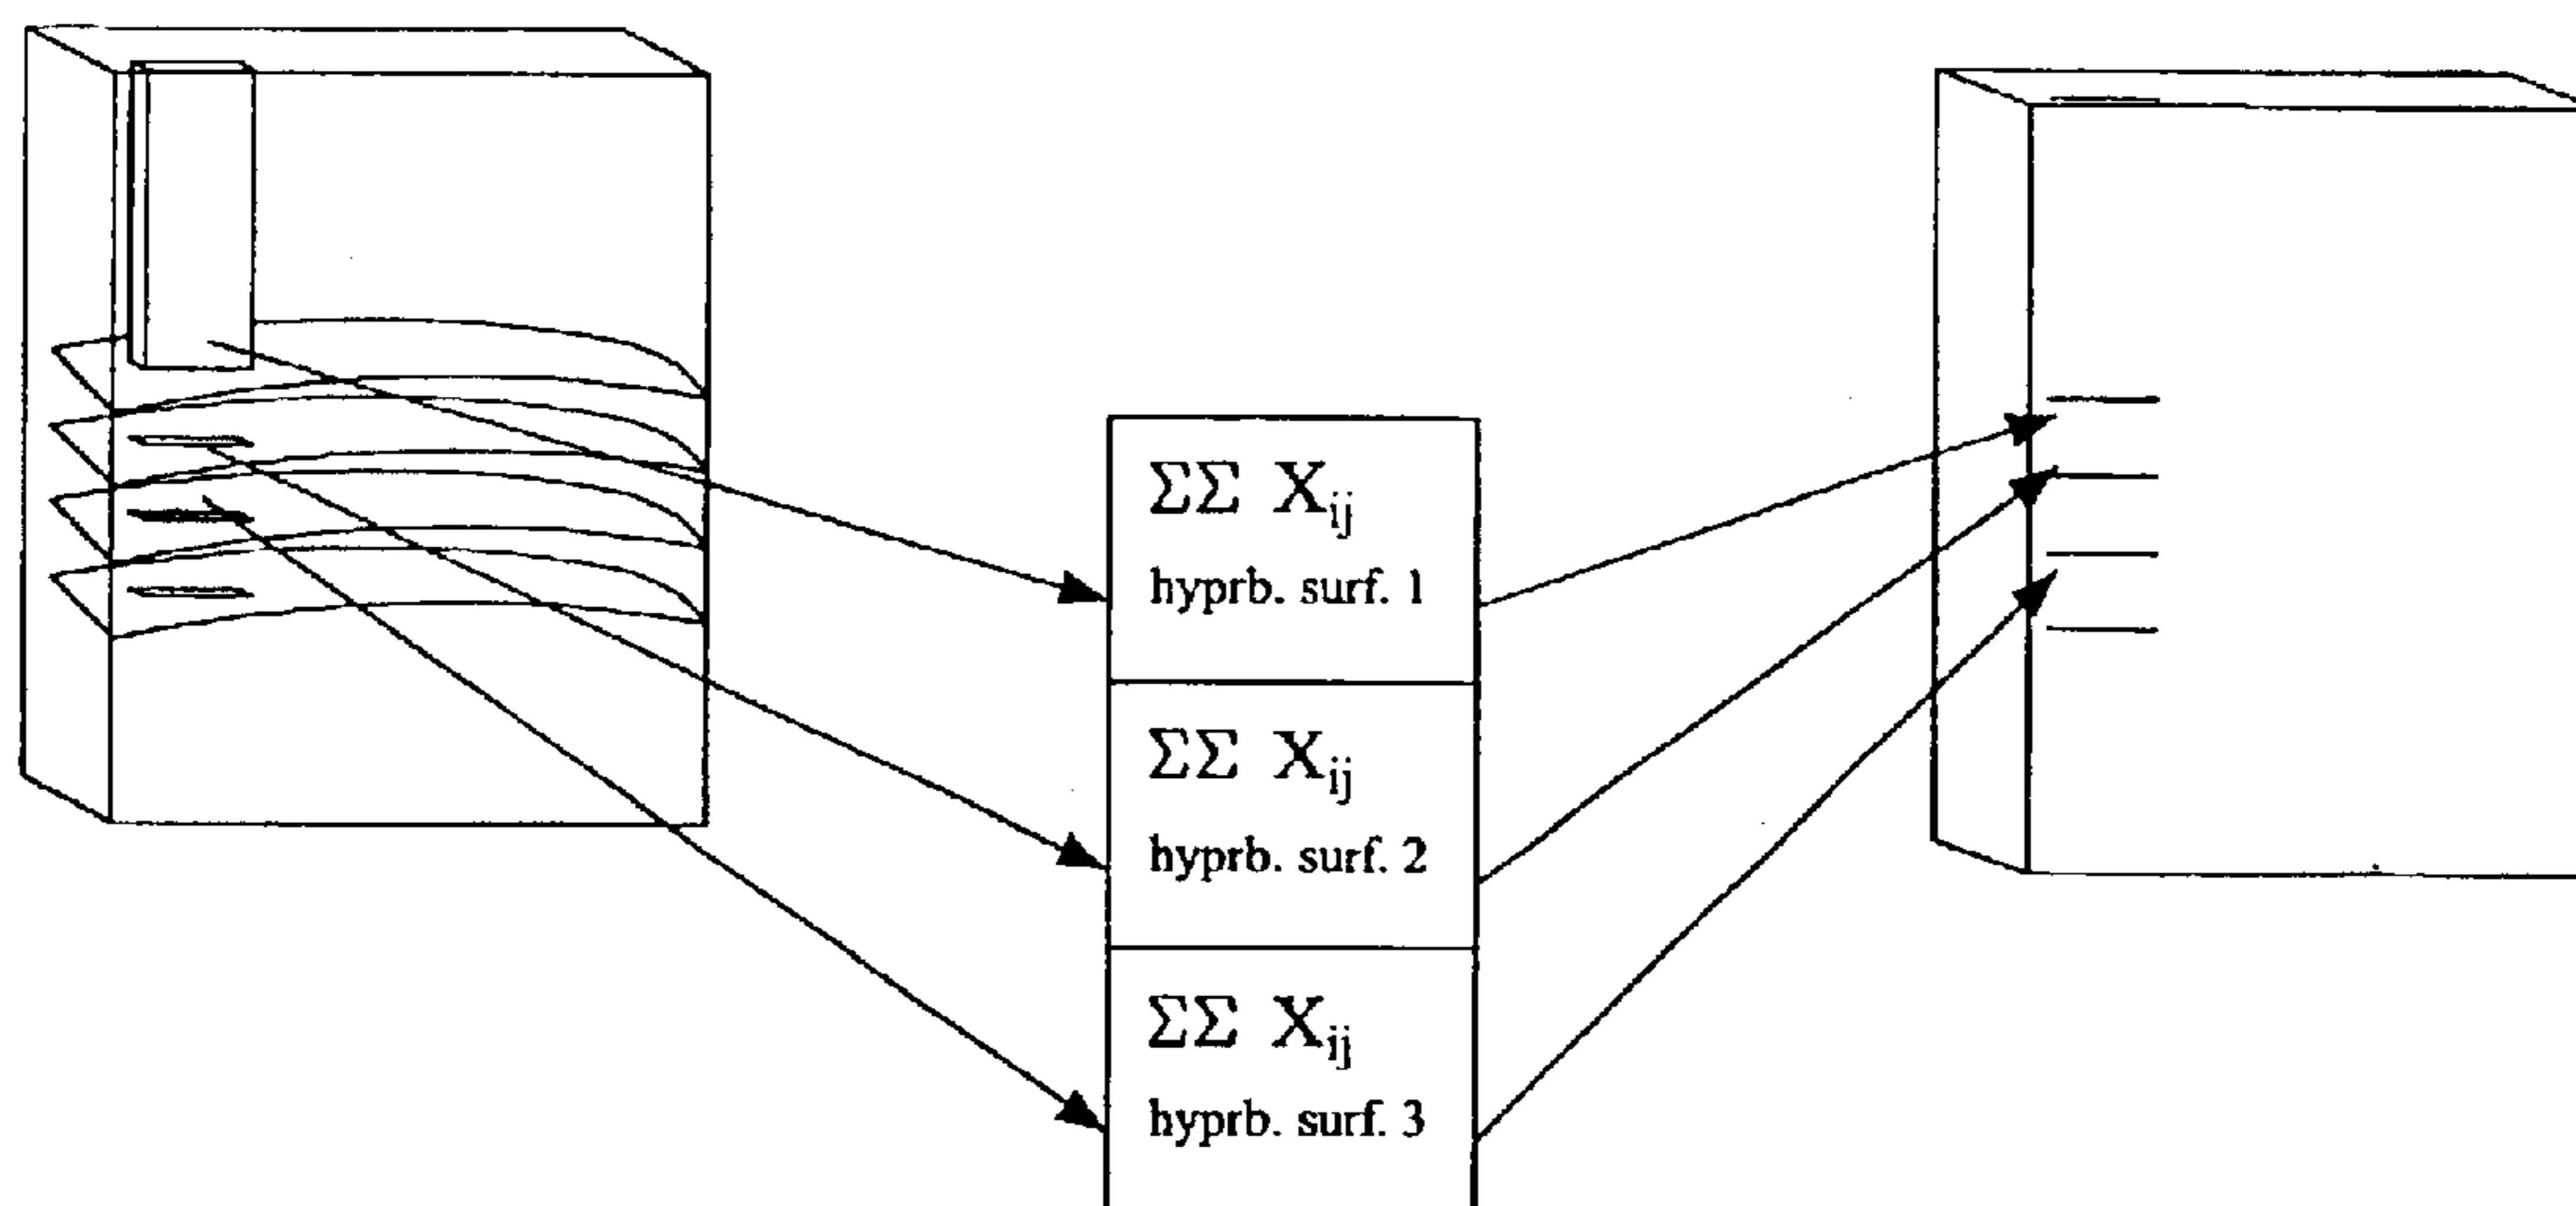 ΣΣ X_ij
hyprb. surf. 1
ΣΣ X_ij
hyprb. surf. 2
ΣΣ X_ij
hyprb. surf. 3